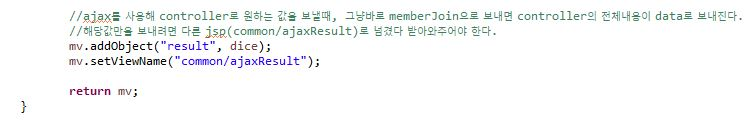 //ajax를 사용해 controller로 원하는 값을 보낼때, 그냥바로 memberJoin으로 보내면 controller의 전체내용이 data로 보내진다.
//해당값만을 보내려면 다른 jsp(common/ajaxResult)로 넘겼다 받아와주어야 한다.
mv.addObject("result", dice);
mv.setViewName("common/ajaxResult");
return mv;
}